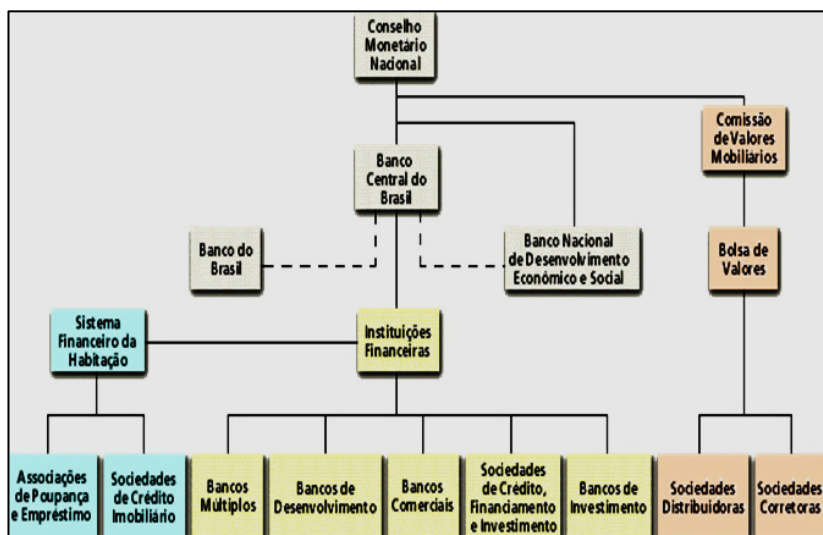 Conselho
Monetário
Nacional
Comissão
de Valores
Mobiliários
Banco
Central do
Brasil
Banco do
Brasil
Banco Nacional
de Desenvolvimento
Econômico e Social
Bolsa de
Valores
Sistema
Financeiro da
Habitação
Instituições
Financeiras
Associações
de Poupança
e Empréstimo
Sociedades
de Crédito
Imobiliário
Bancos
Múltiplos
Bancos de
Desenvolvimento
Bancos
Comerciais
Sociedades
de Crédito,
Financiamento
e Investimento
Bancos de
Investimento
Sociedades
Distribuidoras
Sociedades
Corretoras